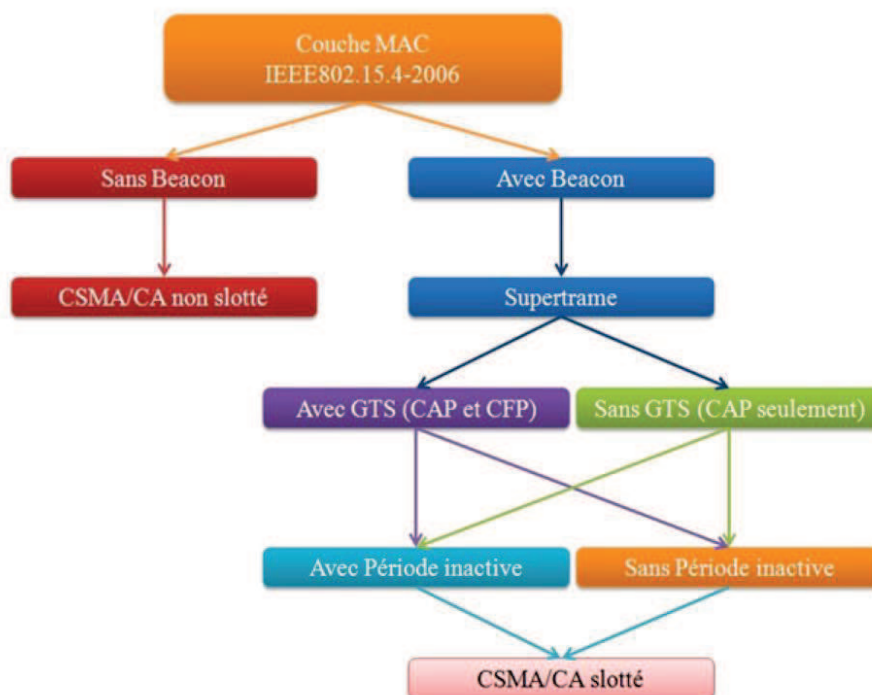 Couche MAC
IEEE802.15.4-2006
Sans Beacon
Avec Beacon
CSMA/CA non slotté
Supertrame
Avec GTS (CAP et CFP)
Sans GTS (CAP seulement)
Avec Période inactive
Sans Période inactive
CSMA/CA slotté